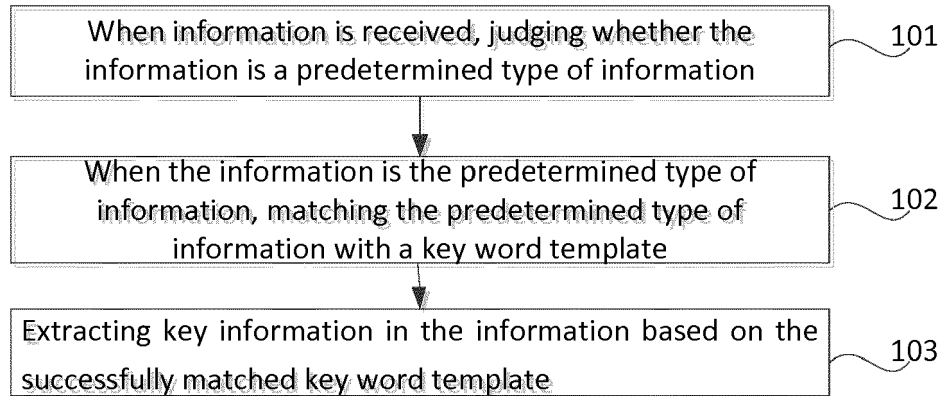 When information is received, judging whether the
information is a predetermined type of information
101
When the information is the predetermined type of
information, matching the predetermined type of
information with a key word template
102
Extracting key information in the information based on the
successfully matched key word template
103